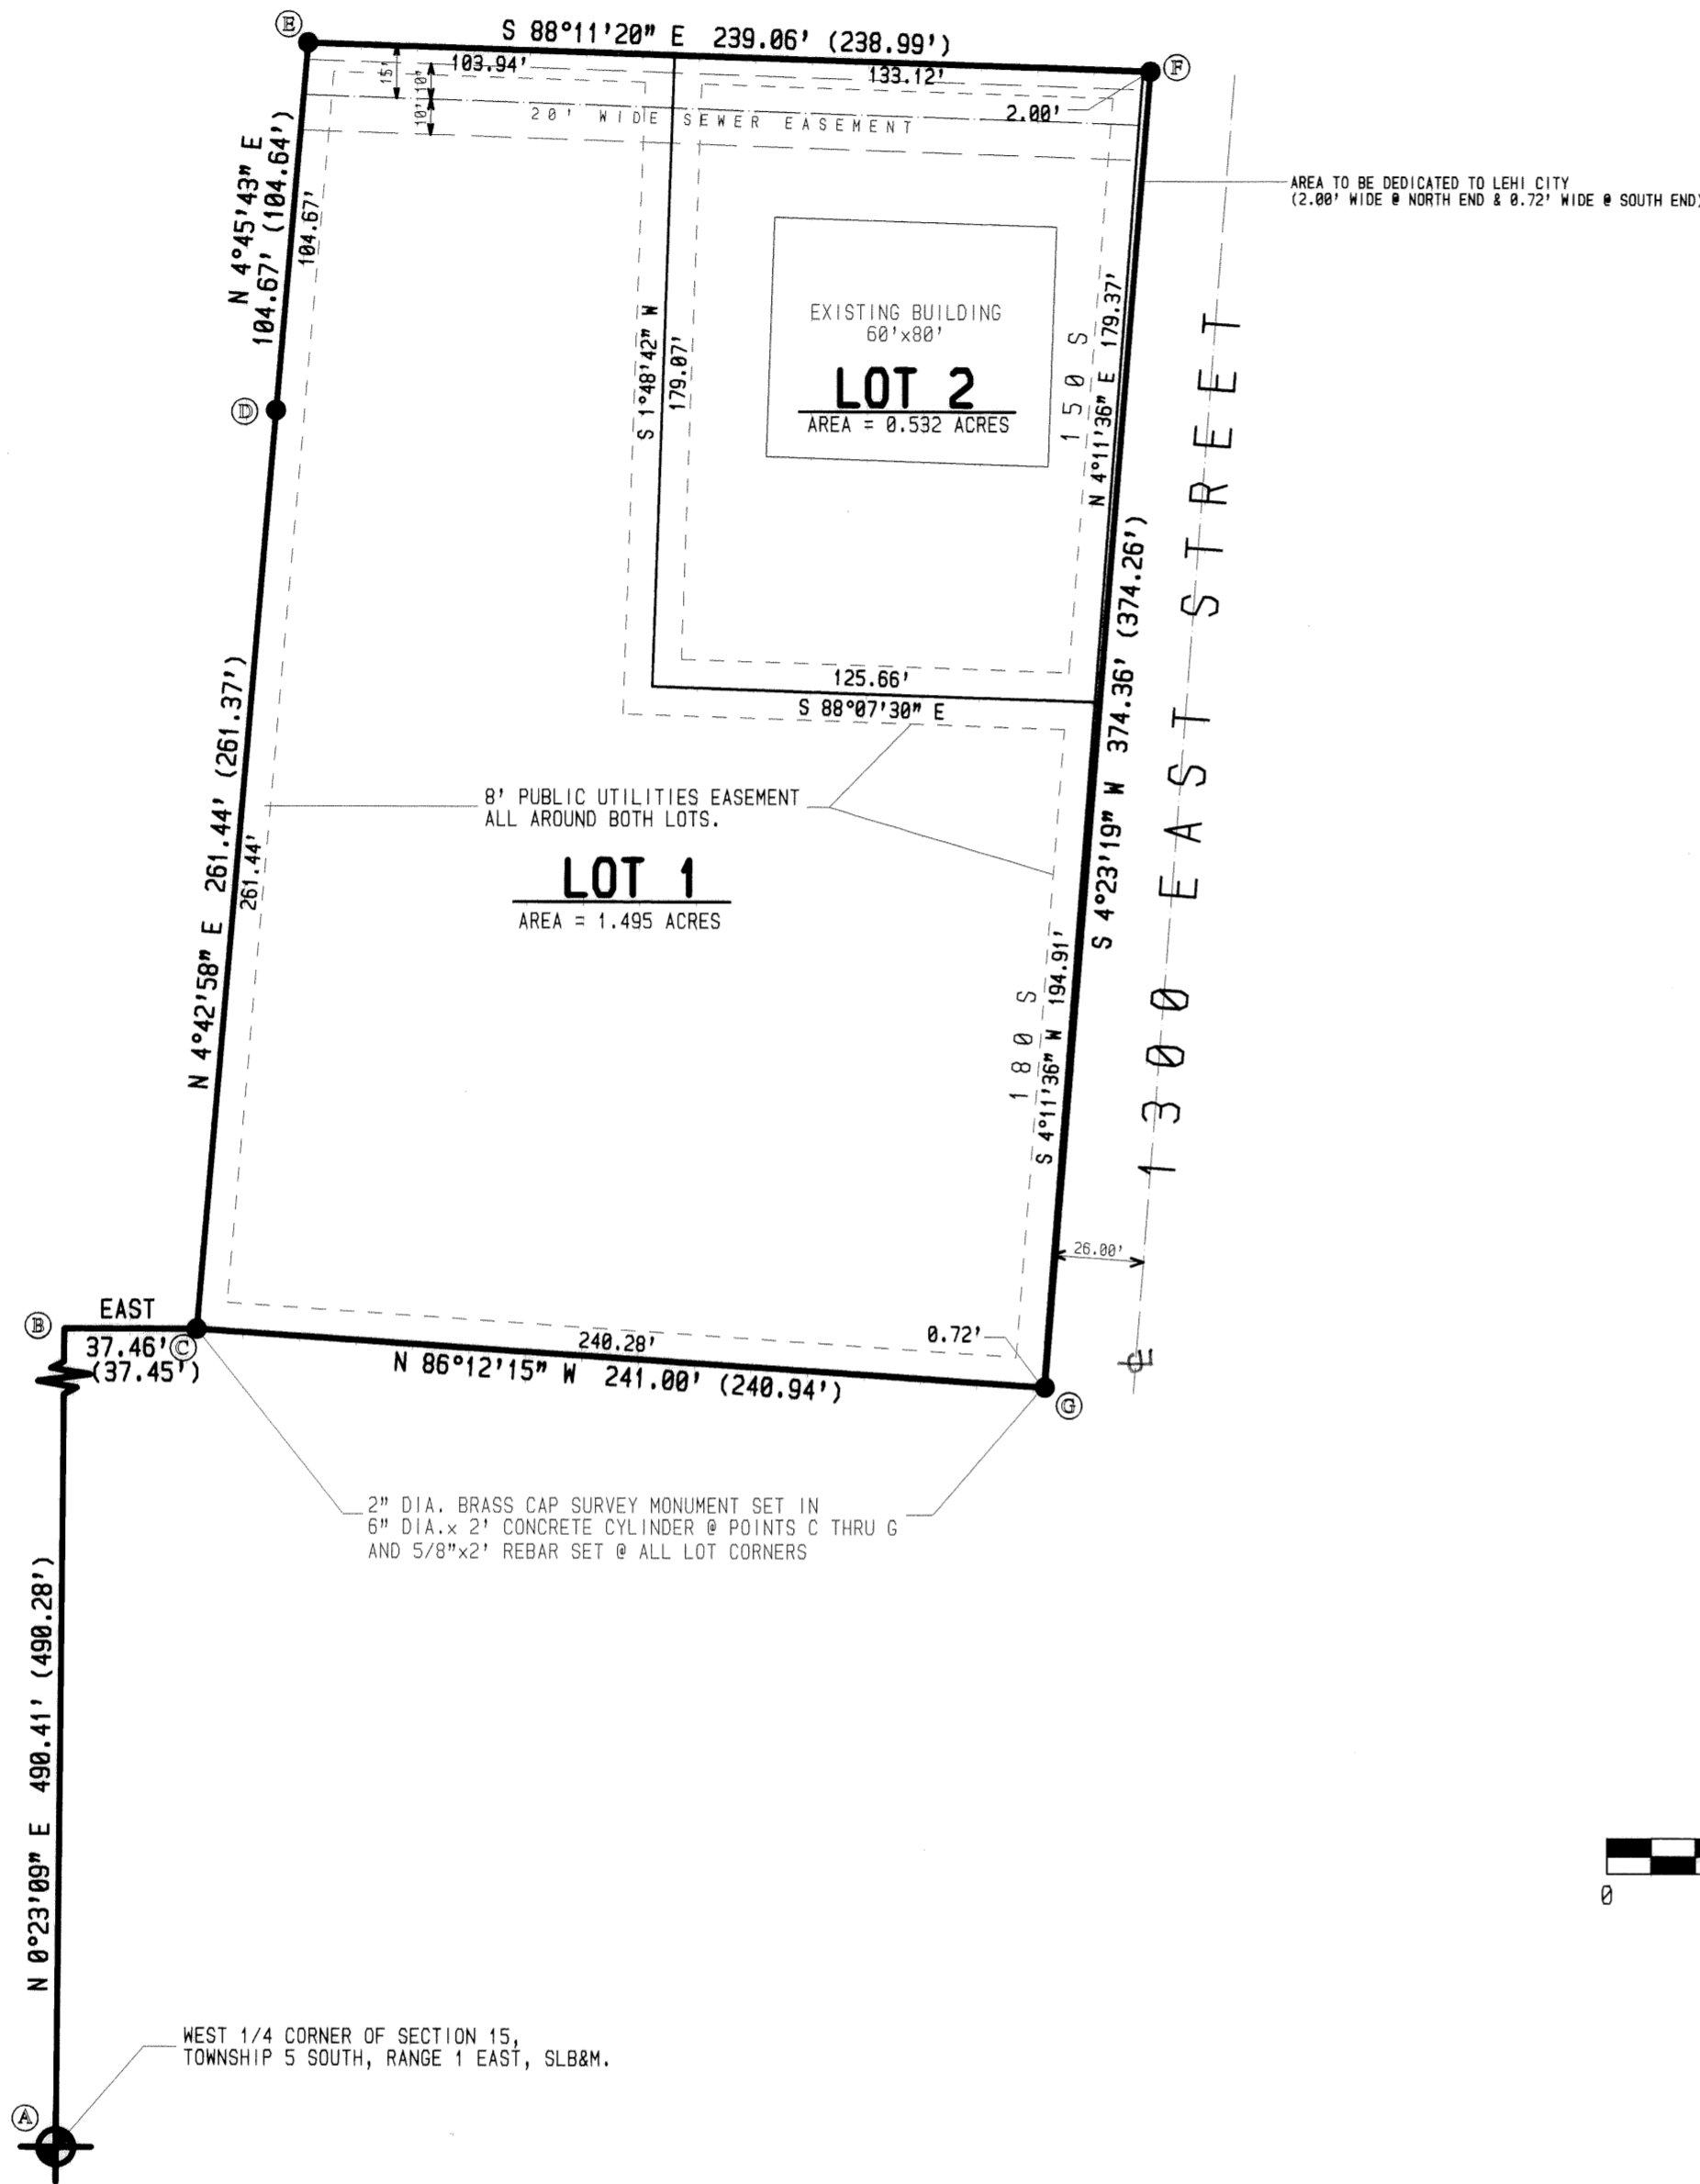 E
S 88°11'20" E 239.06' (238.99')
F
103.94'
133.12'
15'
10'
10'
2.00'
20' WIDE SEWER EASEMENT
N 4°45'43" E
104.67' (104.64')
104.67'
AREA TO BE DEDICATED TO LEHI CITY
(2.00' WIDE @ NORTH END & 0.72' WIDE @ SOUTH END)
EXISTING BUILDING
60'x80'
LOT 2
AREA = 0.532 ACRES
S 1°48'42" W
179.07'
150 S
N 4°11'36" E 179.37'
D
1300 EAST STREET
S 4°23'19" W 374.36' (374.26')
125.66'
S 88°07'30" E
N 4°42'58" E 261.44' (261.37')
261.44'
8' PUBLIC UTILITIES EASEMENT
ALL AROUND BOTH LOTS.
LOT 1
AREA = 1.495 ACRES
180 S
S 4°11'36" W 194.91'
26.00'
B
EAST
37.46'
(37.45')
C
240.28'
0.72'
N 86°12'15" W 241.00' (240.94')
G
2" DIA. BRASS CAP SURVEY MONUMENT SET IN
6" DIA.x 2' CONCRETE CYLINDER @ POINTS C THRU G
AND 5/8"x2' REBAR SET @ ALL LOT CORNERS
N 0°23'09" E 490.41' (490.28')
0
WEST 1/4 CORNER OF SECTION 15,
TOWNSHIP 5 SOUTH, RANGE 1 EAST, SLB&M.
A